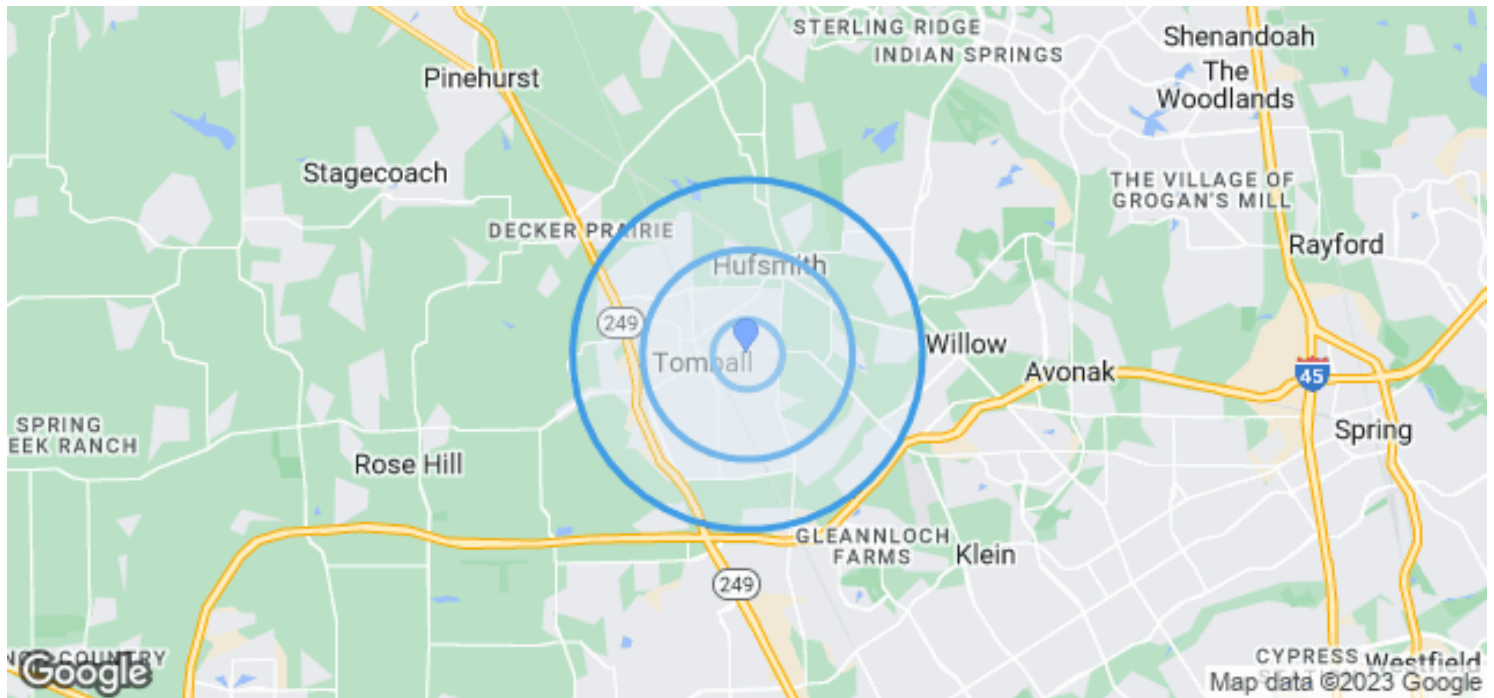 STERLING RIDGE
INDIAN SPRINGS
Shenandoah
The
Woodlands
Pinehurst
Stagecoach
THE VILLAGE OF
GROGAN'S MILL
DECKER PRAIRIE
Rayford
Hufsmith
249
Willow
Tomball
Avonak
45
SPRING
EEK RANCH
Spring
Rose Hill
GLEANNLOCH
FARMS
Klein
249
COUNTRY
Google
CYPRESS
Westfield
Map data ©2023 Google